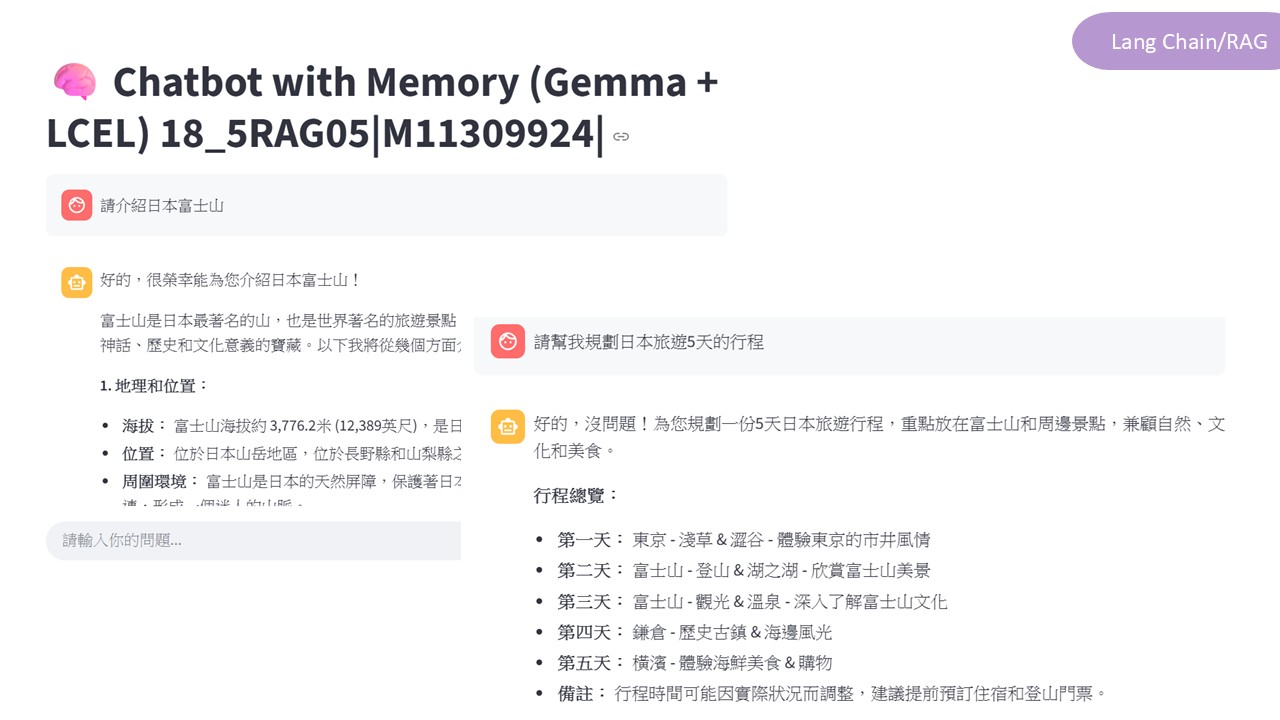 Lang Chain/RAG
Chatbot with Memory (Gemma +
LCEL) 18_5RAG05|M11309924|
請介紹日本富士山
好的，很榮幸能為您介紹日本富士山！
富士山是日本最著名的山，也是世界著名的旅遊景點
神話、歷史和文化意義的寶藏。以下我將從幾個方面
1. 地理和位置：
• 海拔： 富士山海拔約 3,776.2米 (12,389英尺)，是日
• 位置： 位於日本山岳地區，位於長野縣和山梨縣之
• 周圍環境： 富士山是日本的天然屏障，保護著日本
請輸入你的問題...
請幫我規劃日本旅遊5天的行程
好的，沒問題！為您規劃一份5天日本旅遊行程，重點放在富士山和周邊景點，兼顧自然、文
化和美食。
行程總覽：
• 第一天： 東京 - 淺草 & 澀谷 - 體驗東京的市井風情
• 第二天： 富士山 - 登山 & 湖之湖 - 欣賞富士山美景
• 第三天： 富士山 - 觀光 & 溫泉 - 深入了解富士山文化
• 第四天： 鎌倉 - 歷史古鎮 & 海邊風光
• 第五天： 橫濱 - 體驗海鮮美食 & 購物
• 備註： 行程時間可能因實際狀況而調整，建議提前預訂住宿和登山門票。